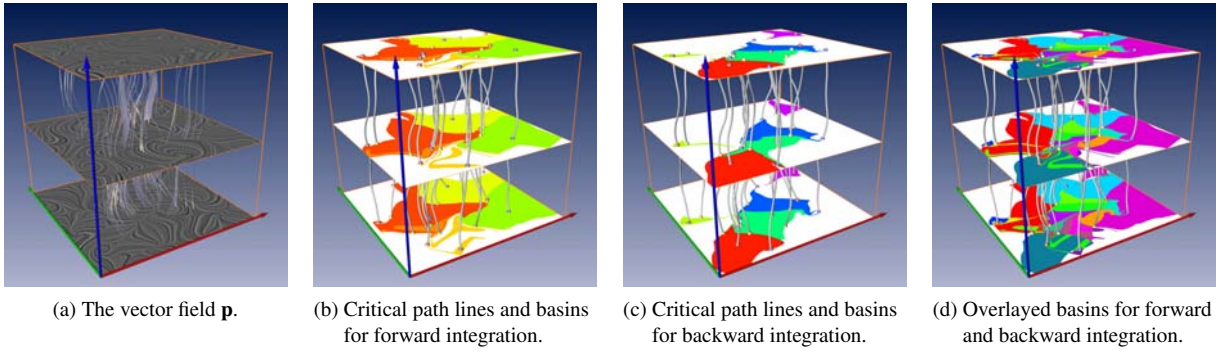 (a) The vector field p.
(b) Critical path lines and basins
for forward integration.
(c) Critical path lines and basins
for backward integration.
(d) Overlayed basins for forward
and backward integration.